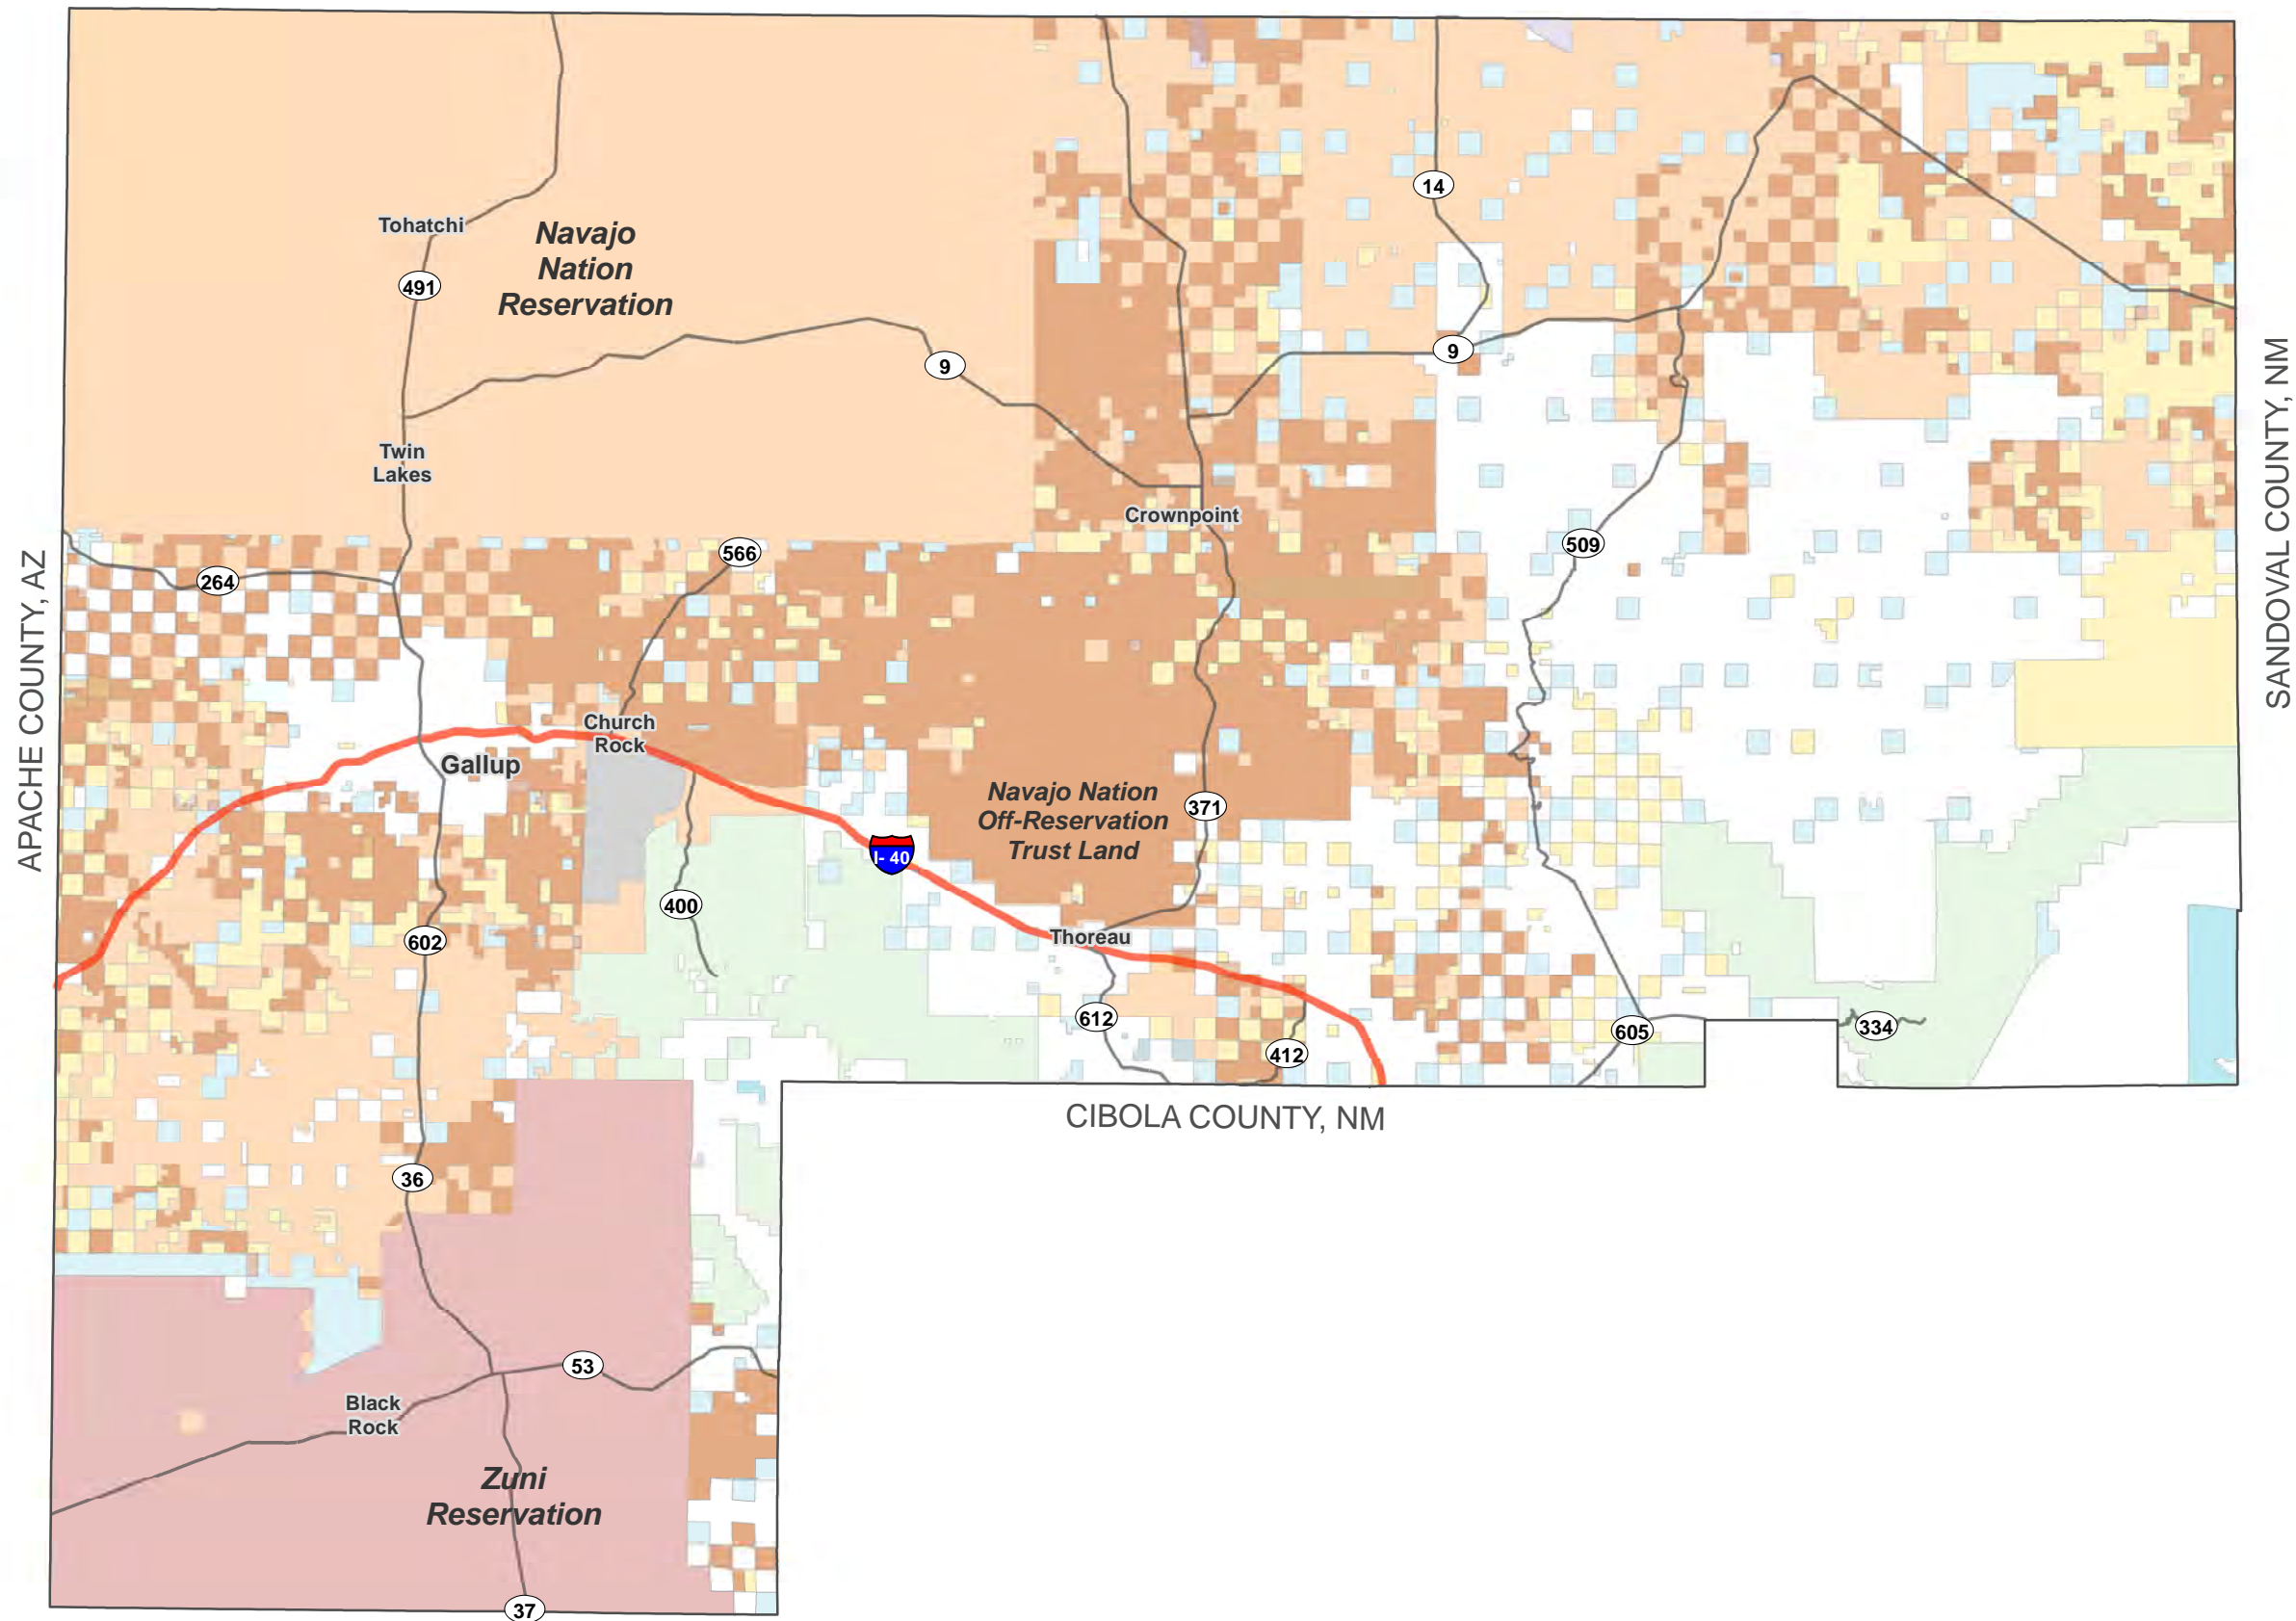 14
Tohatchi
Navajo
Nation
Reservation
491
9
9
Twin
Lakes
Crownpoint
509
566
264
APACHE COUNTY, AZ
SANDOVAL COUNTY, NM
Church
Rock
Gallup
Navajo Nation
Off-Reservation
Trust Land
371
I- 40
400
602
Thoreau
612
412
605
334
CIBOLA COUNTY, NM
36
53
Black
Rock
Zuni
Reservation
37